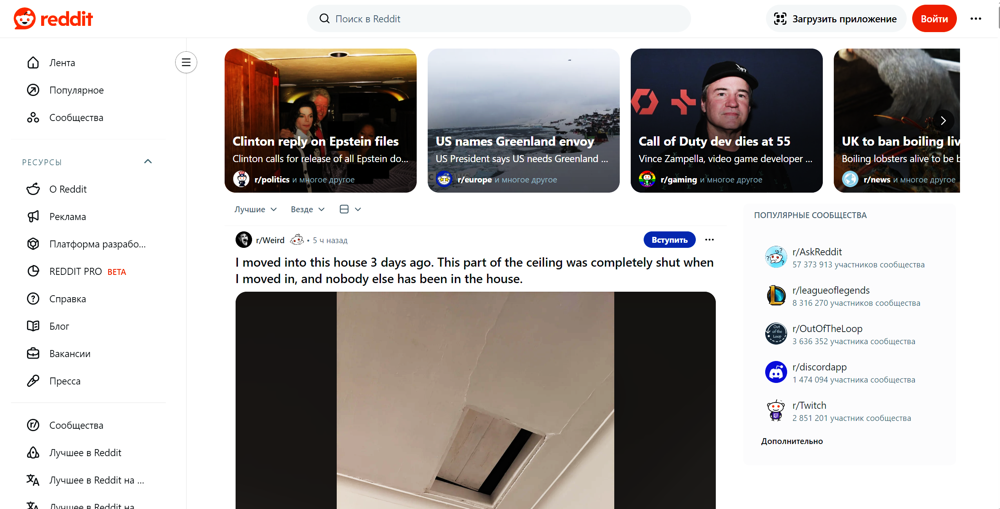 reddit
Поиск в Reddit
Загрузить приложение
Войти
Лента
Популярное
Сообщества
РЕСУРСЫ
О Reddit
Реклама
Платформа разрабо...
REDDIT PRO BETA
Справка
Блог
Вакансии
Пресса
Сообщества
Лучшее в Reddit
Лучшее в Reddit на ...
Лучшее в Reddit на
Clinton reply on Epstein files
Clinton calls for release of all Epstein do...
r/politics и многое другое
US names Greenland envoy
US President says US needs Greenland ...
r/europe и многое другое
Call of Duty dev dies at 55
Vince Zampella, video game developer ...
r/gaming и многое другое
UK to ban boiling liv
Boiling lobsters alive to be b
r/news и многое другое
Лучшие
Везде
r/Weird • 5 ч назад
Вступить
I moved into this house 3 days ago. This part of the ceiling was completely shut when
I moved in, and nobody else has been in the house.
ПОПУЛЯРНЫЕ СООБЩЕСТВА
r/AskReddit
57 373 913 участников сообщества
r/leagueoflegends
8 316 270 участников сообщества
Out
of the
Loop
r/OutOfTheLoop
3 636 352 участника сообщества
r/discordapp
1 474 094 участника сообщества
r/Twitch
2 851 201 участник сообщества
Дополнительно